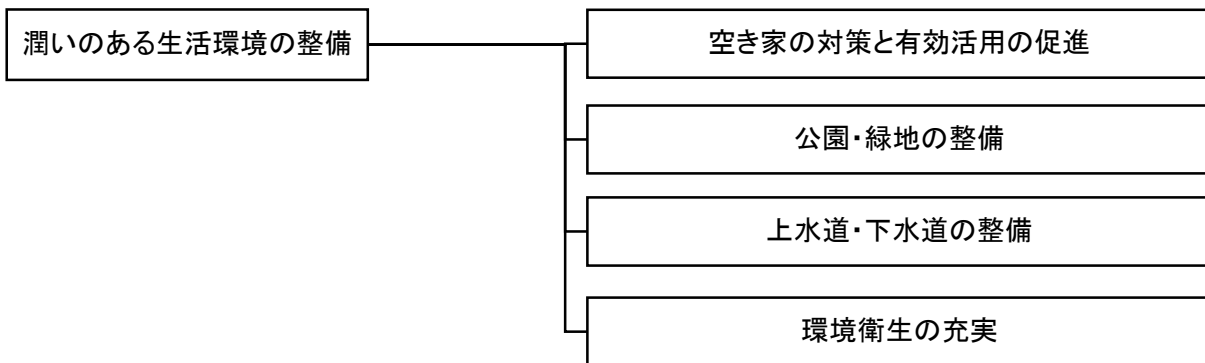 潤いのある生活環境の整備
空き家の対策と有効活用の促進
公園・緑地の整備
上水道・下水道の整備
環境衛生の充実